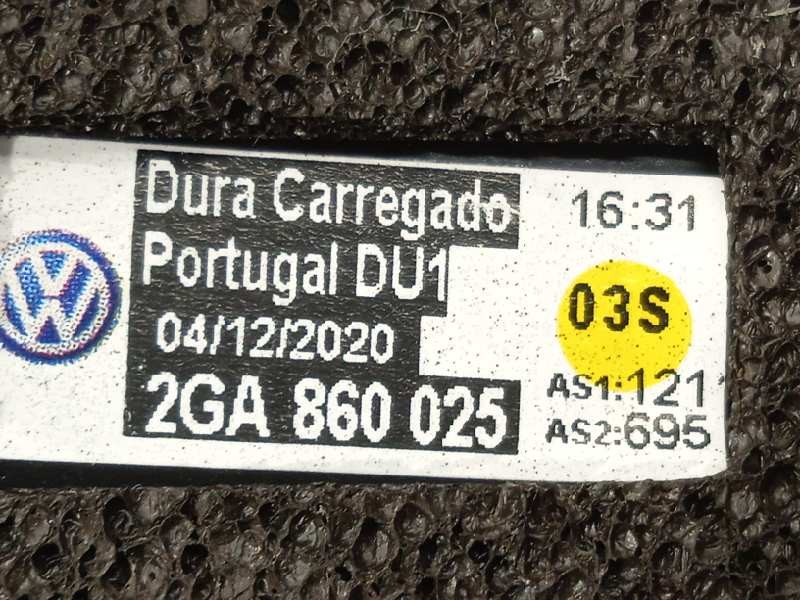 Dura Carregado
Portugal DU1
04/12/2020
2GA 860 025
16:31
03S
AS1:121
AS2:695